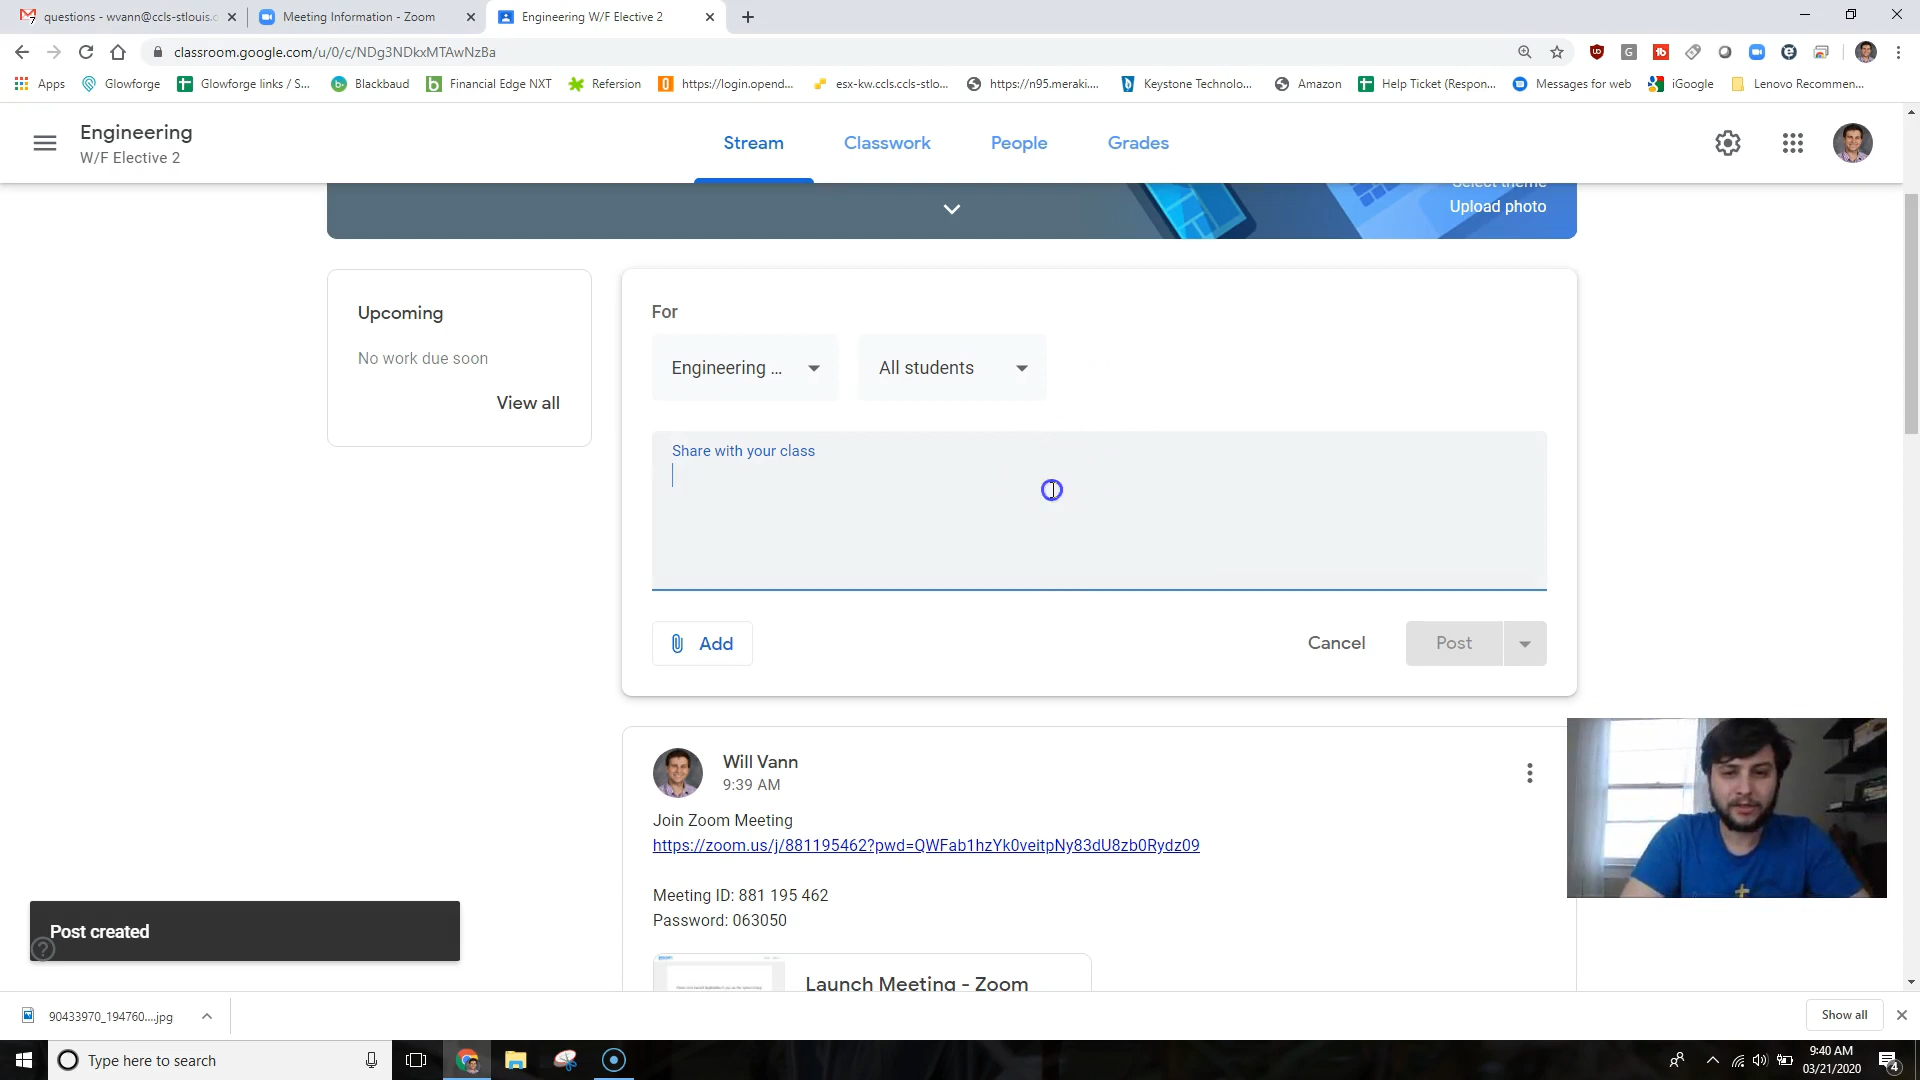 questions - wvann@ccls-stlouis.o
Meeting Information - Zoom
Engineering W/F Elective 2
classroom.google.com/u/0/c/NDg3NDkxMTAwNzBa
Apps
Glowforge
Glowforge links / S...
Blackbaud
Financial Edge NXT
Refersion
https://login.opend...
esx-kw.ccls.ccls-stlo...
https://n95.meraki....
Keystone Technolo...
Amazon
Help Ticket (Respon...
Messages for web
iGoogle
Lenovo Recommen...
Engineering
W/F Elective 2
Stream
Classwork
People
Grades
Select theme
Upload photo
Upcoming
No work due soon
View all
For
Engineering ...
All students
Share with your class
Add
Cancel
Post
Will Vann
9:39 AM
Join Zoom Meeting
https://zoom.us/j/881195462?pwd=QWFab1hzYk0veitpNy83dU8zb0Rydz09
Meeting ID: 881 195 462
Password: 063050
Launch Meeting - Zoom
Post created
90433970_194760....jpg
Show all
Type here to search
9:40 AM
03/21/2020
4